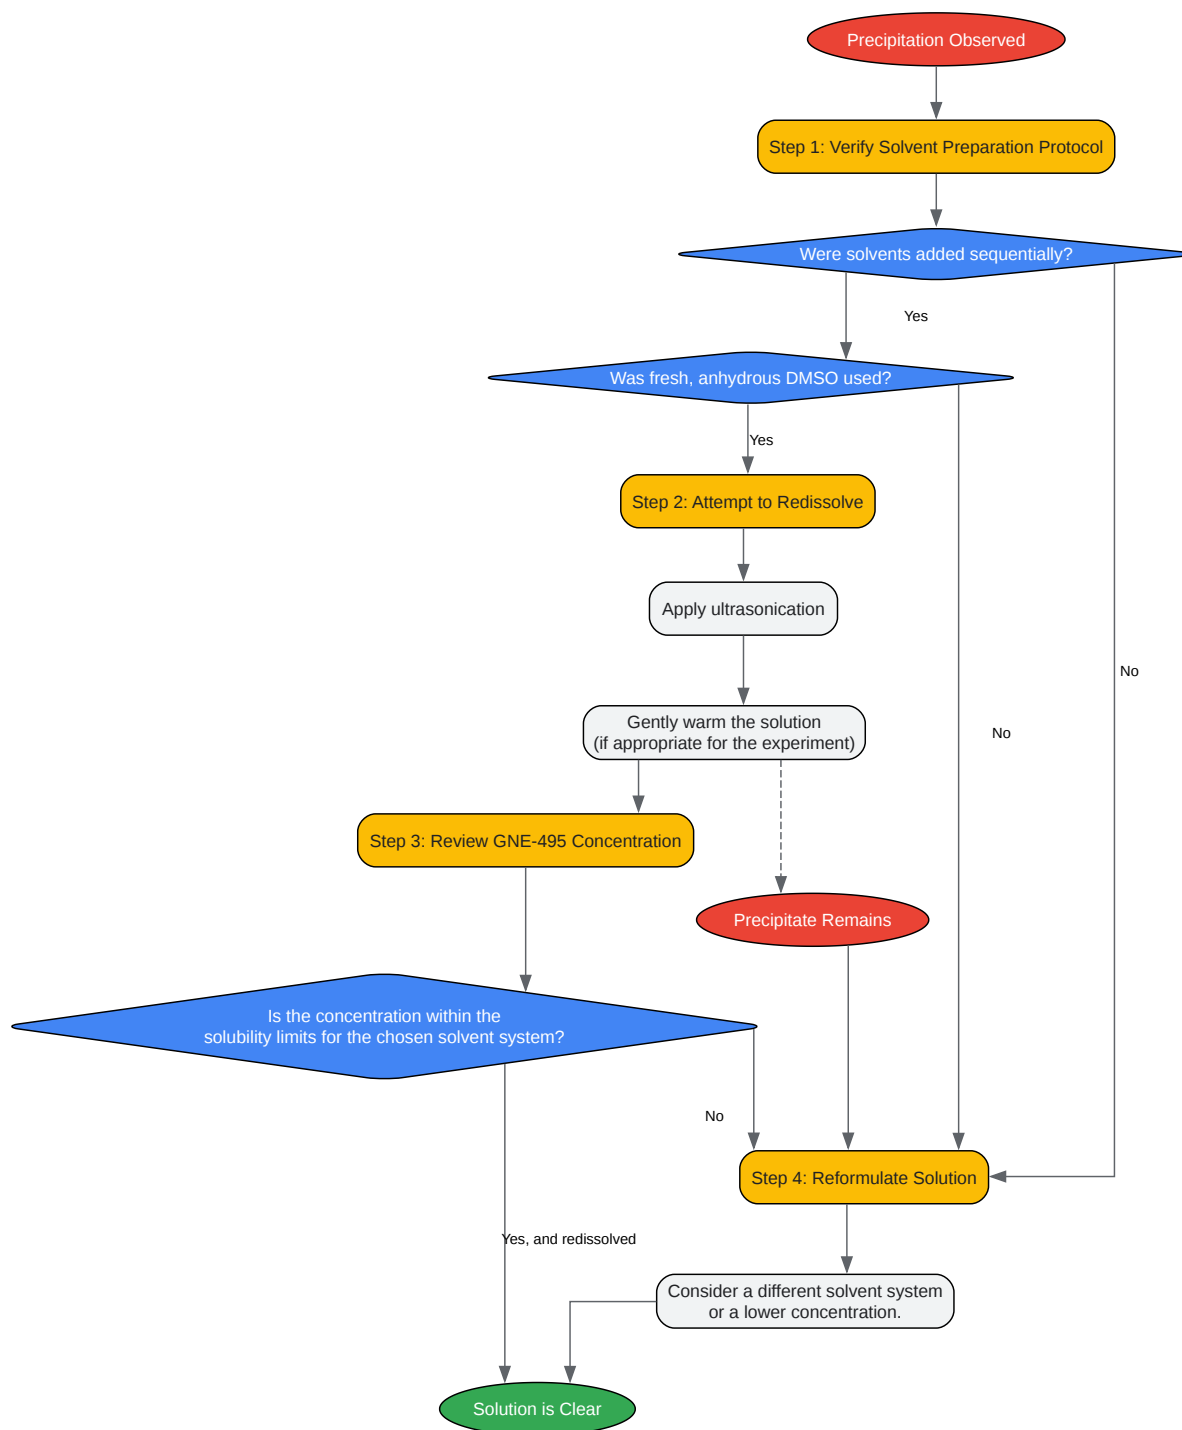 Precipitation Observed
Step 1: Verify Solvent Preparation Protocol
Were solvents added sequentially?
Yes
Was fresh, anhydrous DMSO used?
Yes
Step 2: Attempt to Redissolve
Apply ultrasonication
No
Gently warm the solution
(if appropriate for the experiment)
No
Step 3: Review GNE-495 Concentration
Precipitate Remains
Is the concentration within the
solubility limits for the chosen solvent system?
No
Step 4: Reformulate Solution
Yes, and redissolved
Consider a different solvent system
or a lower concentration.
Solution is Clear